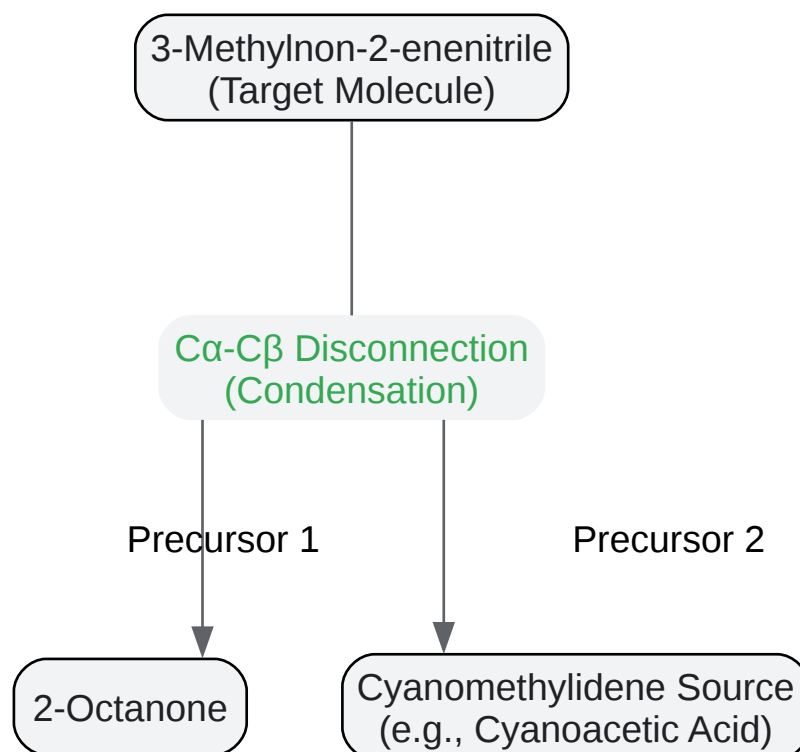 3-Methylnon-2-enenitrile
(Target Molecule)
Cα-Cβ Disconnection
(Condensation)
Precursor 1
Precursor 2
2-Octanone
Cyanomethylidene Source
(e.g., Cyanoacetic Acid)